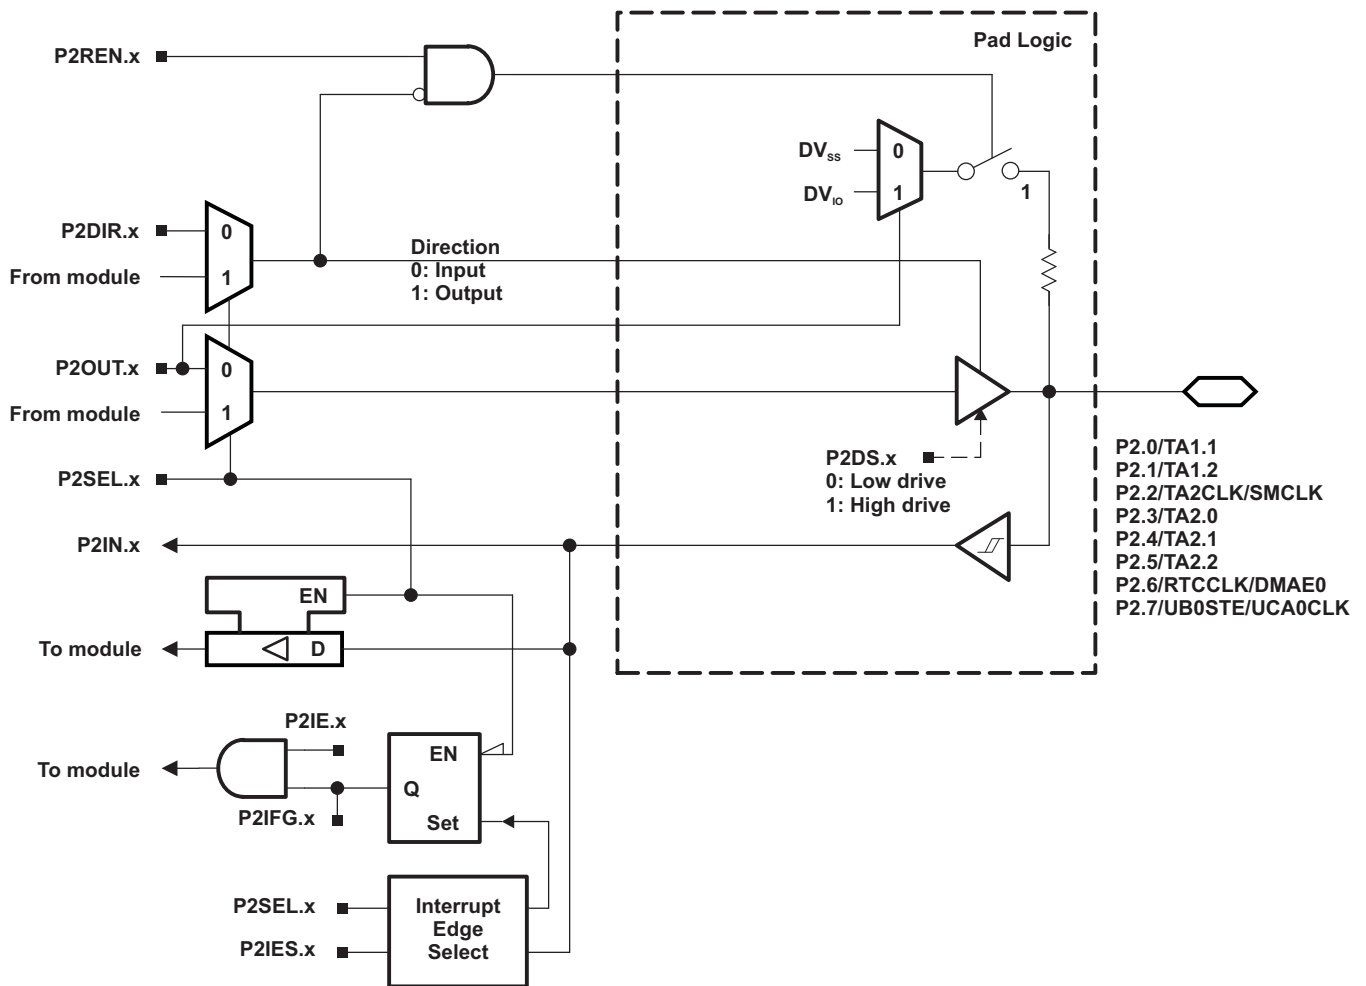 P2REN.x
Pad Logic
DVSS
0
DVIO
1
1
P2DIR.x
0
From module
1
Direction
0: Input
1: Output
P2OUT.x
0
From module
1
P2SEL.x
P2DS.x
0: Low drive
1: High drive
P2.0/TA1.1
P2.1/TA1.2
P2.2/TA2CLK/SMCLK
P2.3/TA2.0
P2.4/TA2.1
P2.5/TA2.2
P2.6/RTCCLK/DMAE0
P2.7/UB0STE/UCA0CLK
P2IN.x
EN
To module
D
P2IE.x
EN
To module
Q
P2IFG.x
Set
P2SEL.x
P2IES.x
Interrupt
Edge
Select